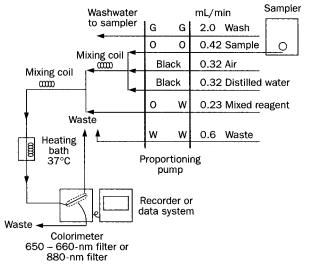 Washwater
to sampler
mL/min
Sampler
G G 2.0 Wash
O O 0.42 Sample
Mixing coil
Black 0.32 Air
Mixing coil
Black 0.32 Distilled water
O W 0.23 Mixed reagent
Waste
W W 0.6 Waste
Heating
bath
37°C
Proportioning
pump
Recorder or
data system
Waste
Colorimeter
650 – 660-nm filter or
880-nm filter